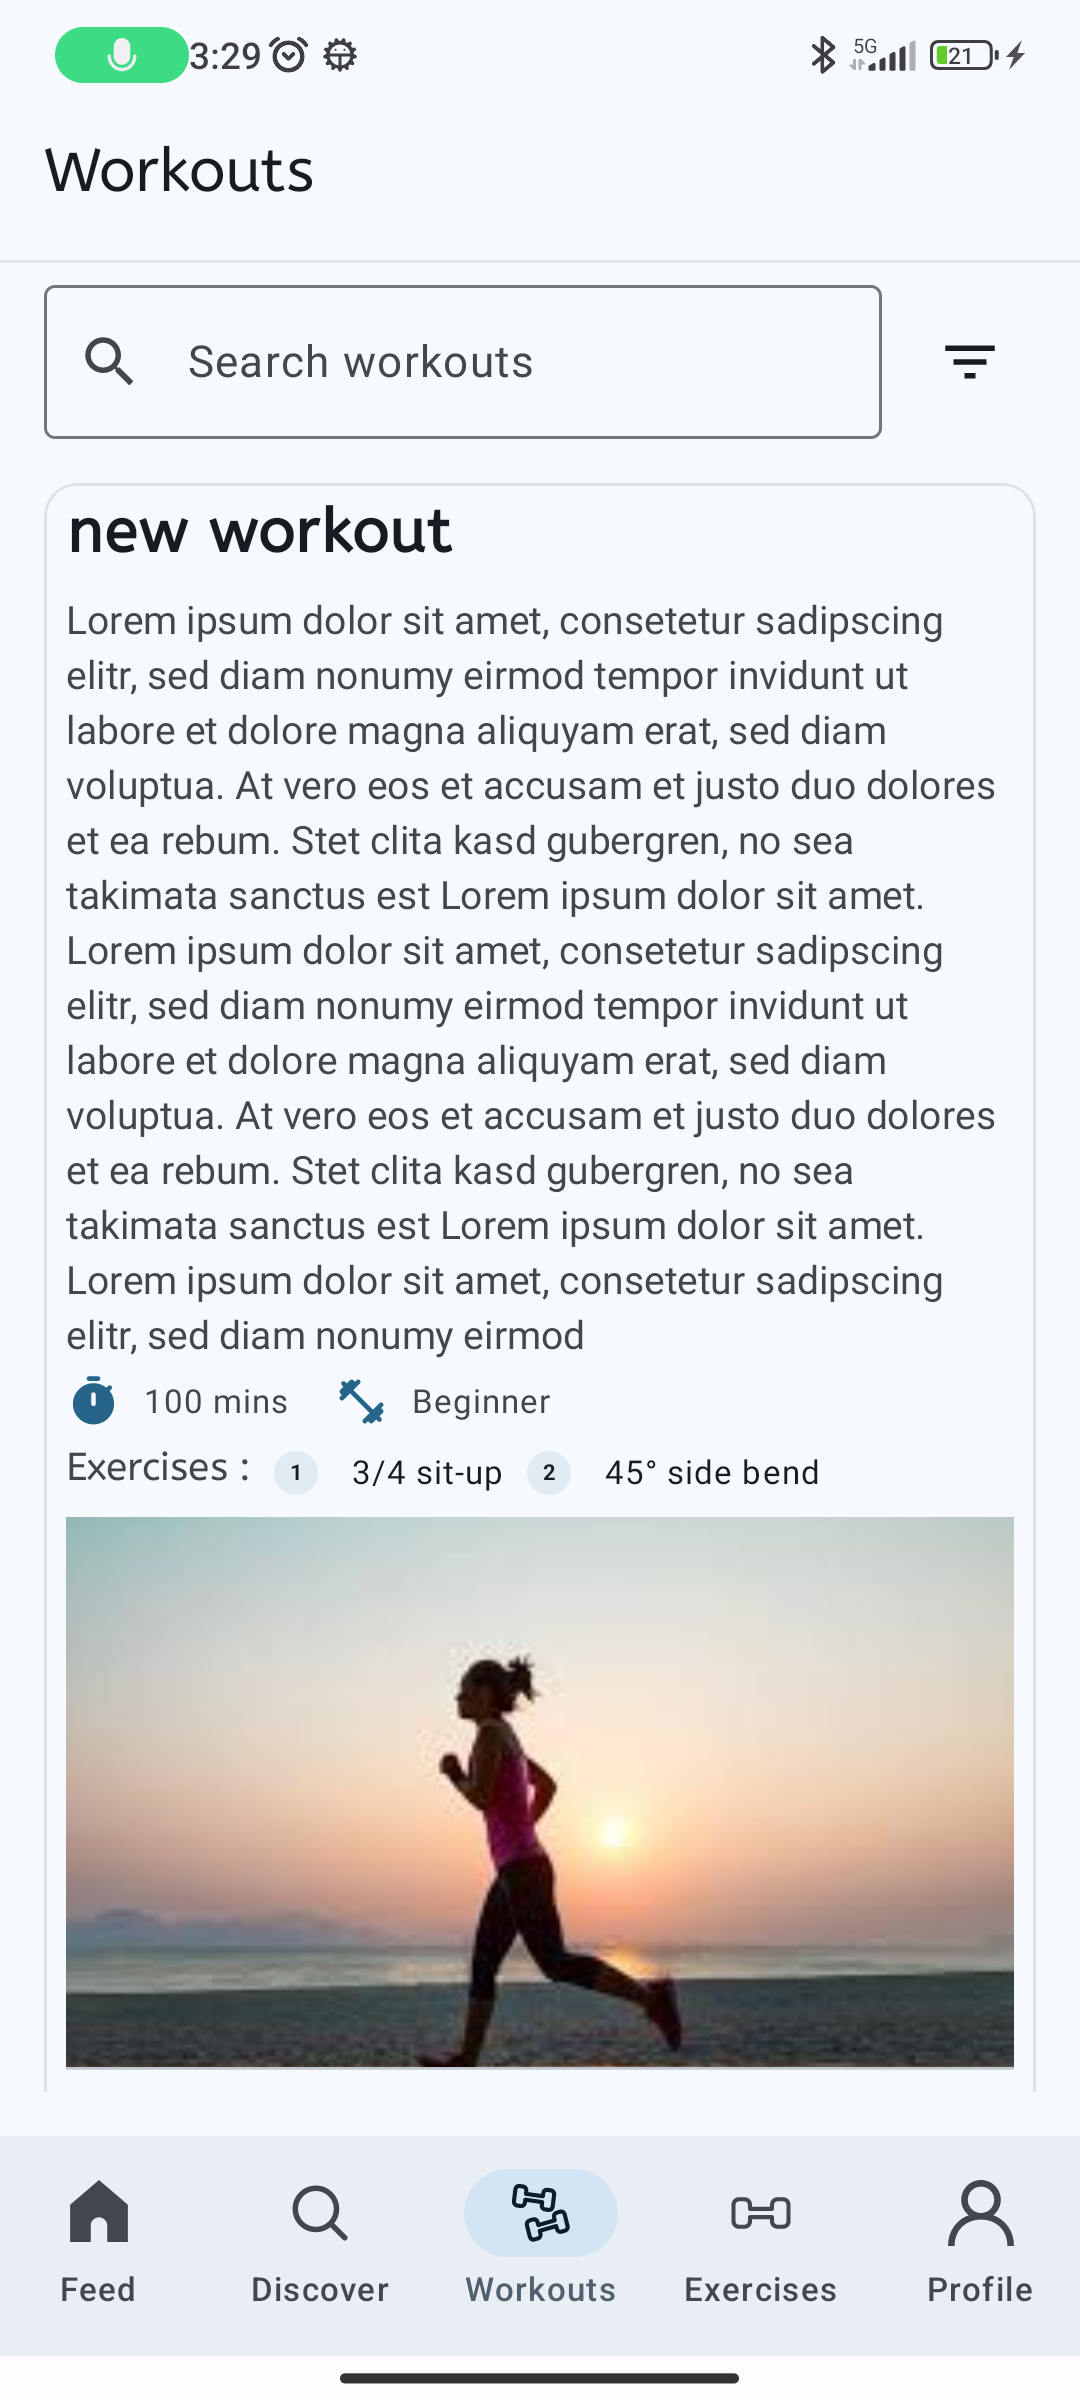 3:29
5G
21
Workouts
Search workouts
new workout
Lorem ipsum dolor sit amet, consetetur sadipscing
elitr, sed diam nonumy eirmod tempor invidunt ut
labore et dolore magna aliquyam erat, sed diam
voluptua. At vero eos et accusam et justo duo dolores
et ea rebum. Stet clita kasd gubergren, no sea
takimata sanctus est Lorem ipsum dolor sit amet.
Lorem ipsum dolor sit amet, consetetur sadipscing
elitr, sed diam nonumy eirmod tempor invidunt ut
labore et dolore magna aliquyam erat, sed diam
voluptua. At vero eos et accusam et justo duo dolores
et ea rebum. Stet clita kasd gubergren, no sea
takimata sanctus est Lorem ipsum dolor sit amet.
Lorem ipsum dolor sit amet, consetetur sadipscing
elitr, sed diam nonumy eirmod
100 mins Beginner
Exercises : 1 3/4 sit-up 2 45° side bend
Feed Discover Workouts Exercises Profile